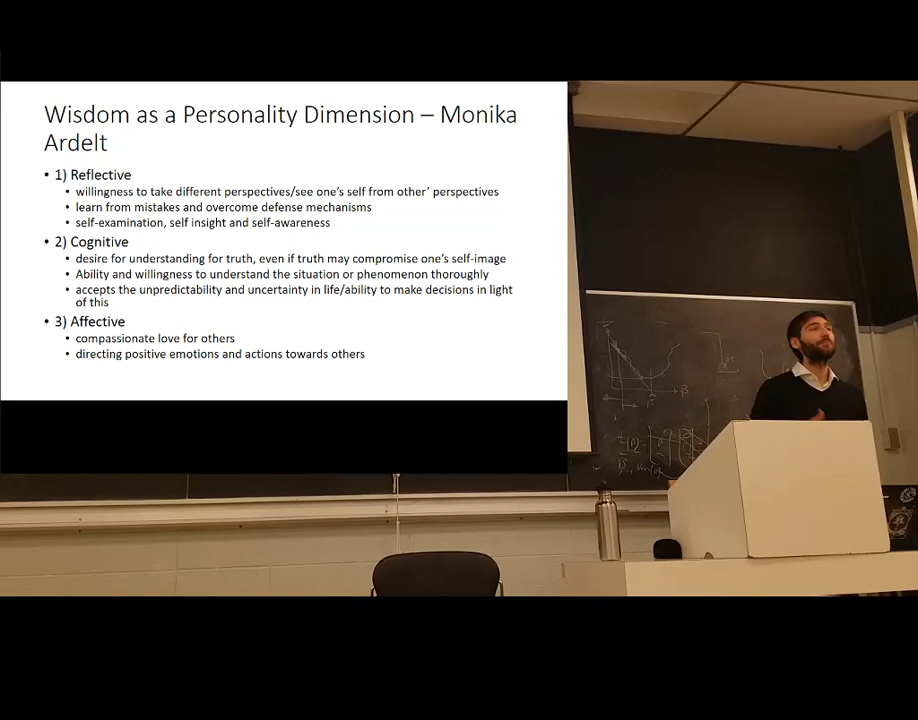 Wisdom as a Personality Dimension – Monika
Ardelt
• 1) Reflective
• willingness to take different perspectives/see one's self from other' perspectives
• learn from mistakes and overcome defense mechanisms
• self-examination, self insight and self-awareness
• 2) Cognitive
• desire for understanding for truth, even if truth may compromise one's self-image
• Ability and willingness to understand the situation or phenomenon thoroughly
• accepts the unpredictability and uncertainty in life/ability to make decisions in light
of this
• 3) Affective
• compassionate love for others
• directing positive emotions and actions towards others